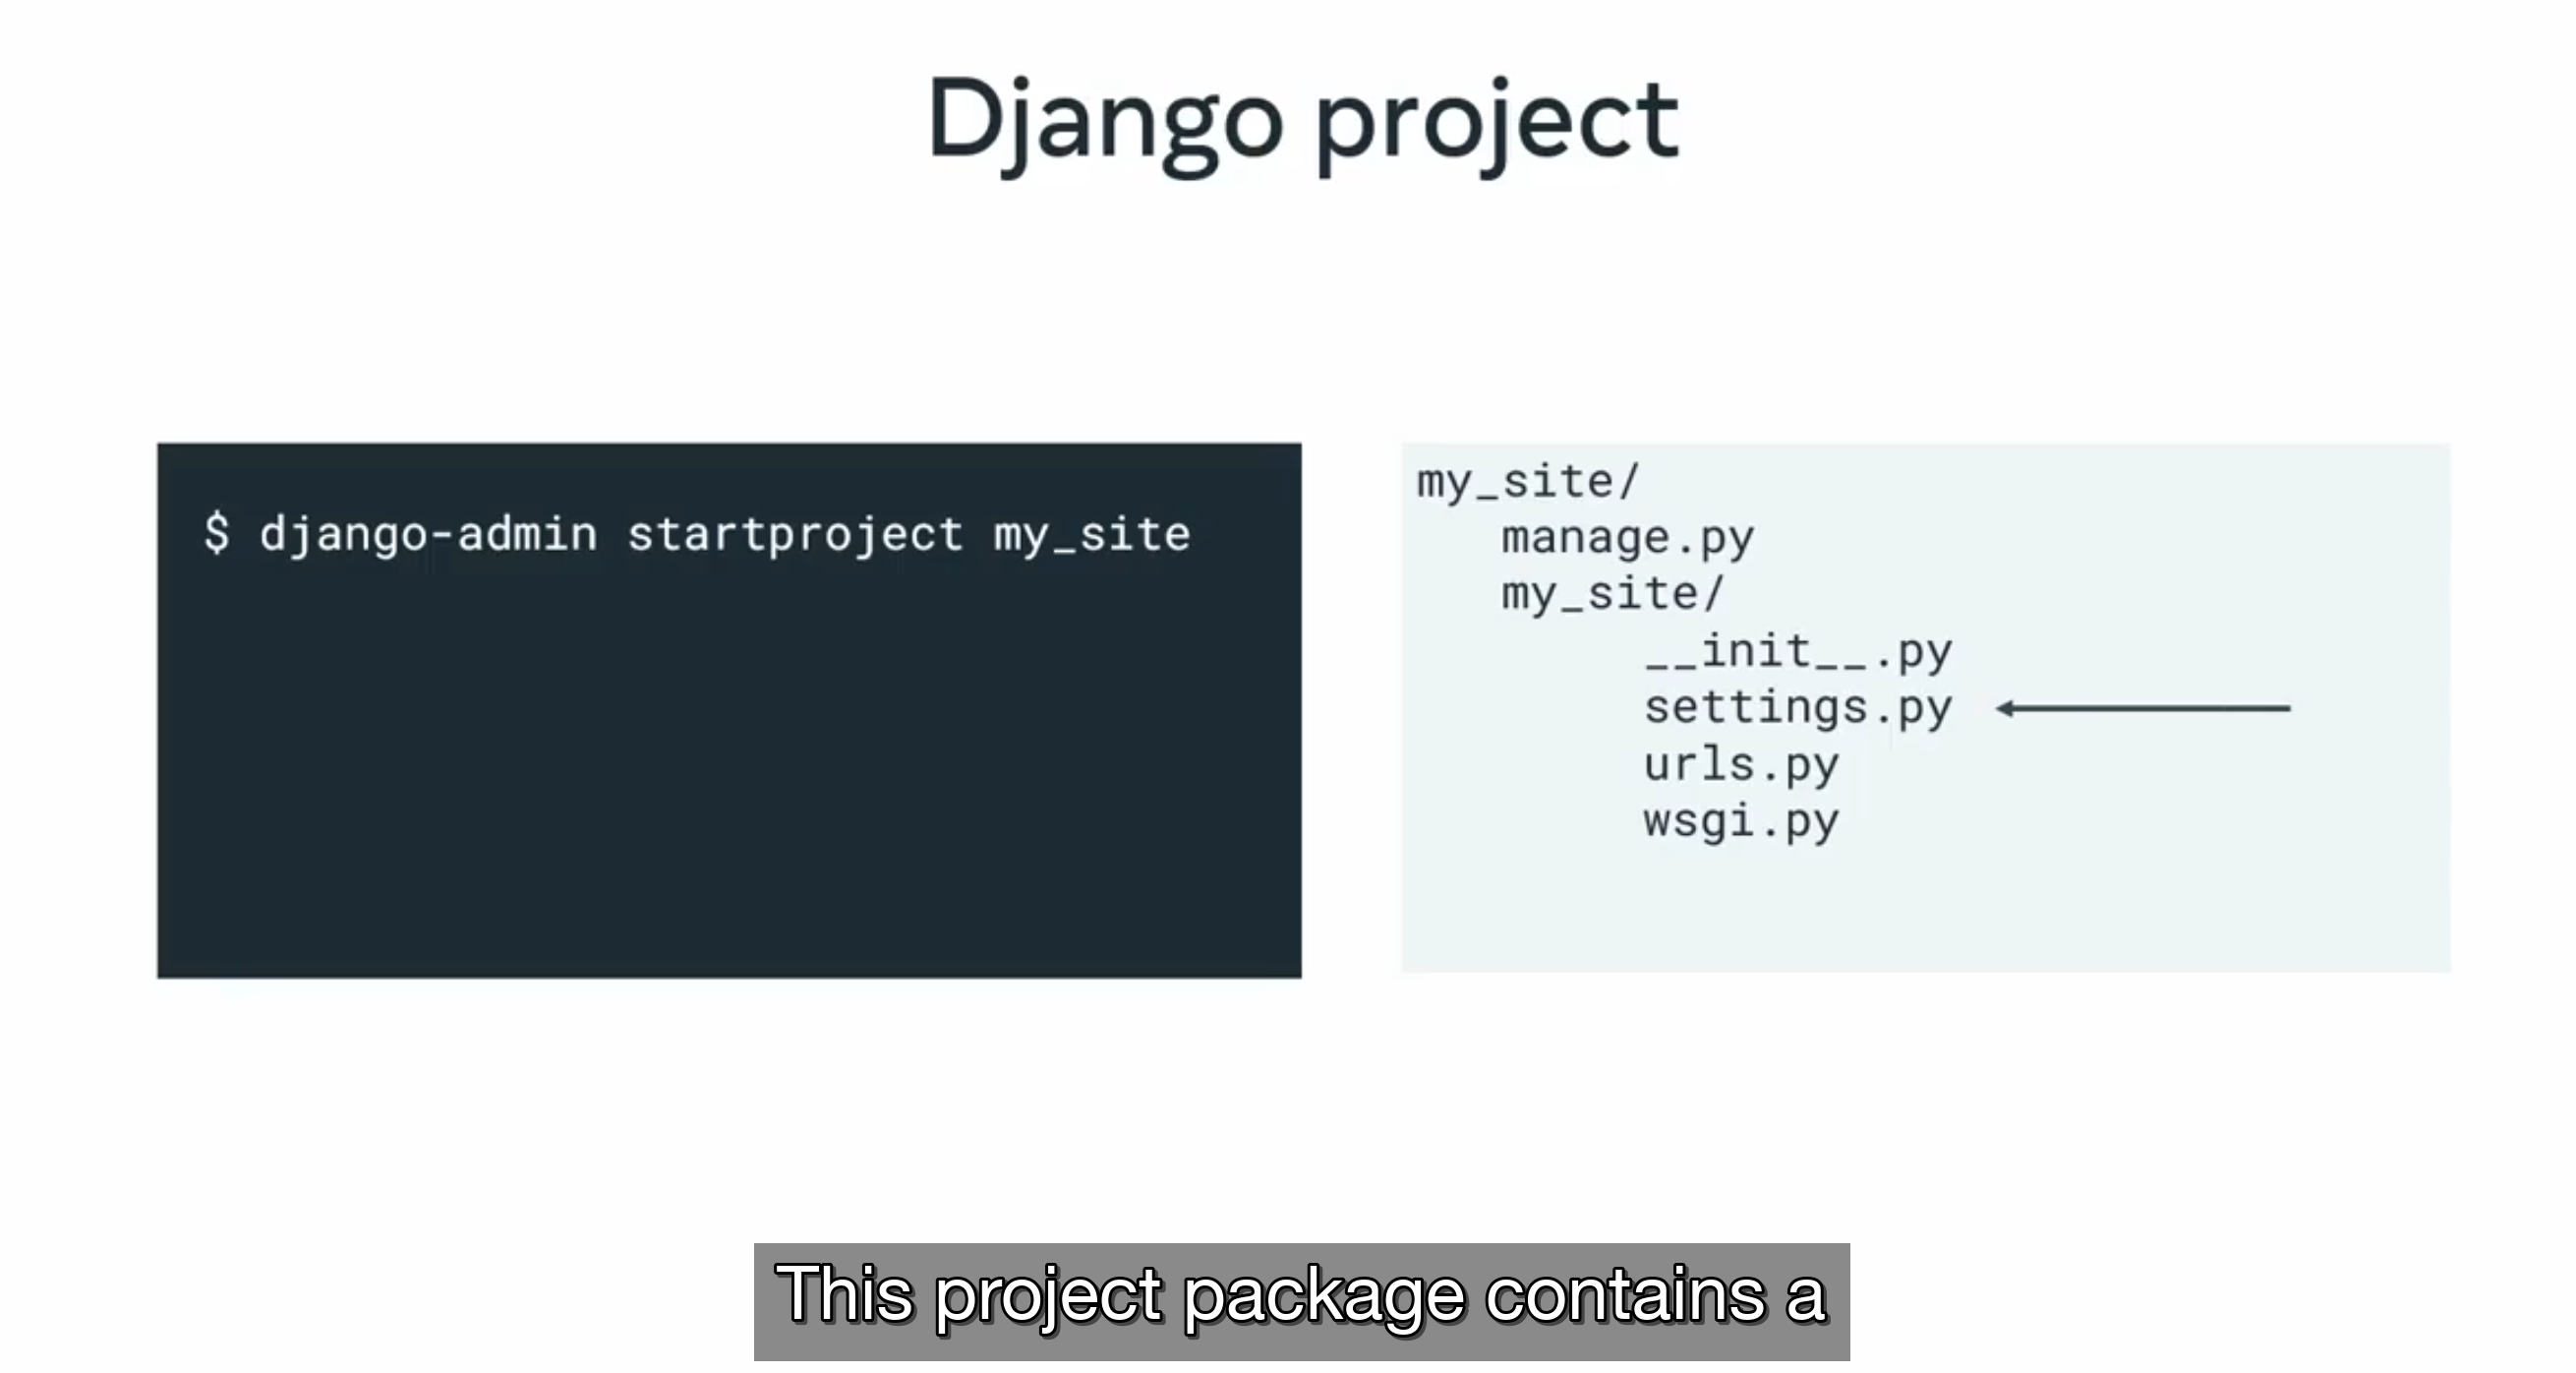 Django project
$ django-admin startproject my_site
my_site/
manage.py
my_site/
__init__.py
settings.py
urls.py
wsgi.py
This project package contains a